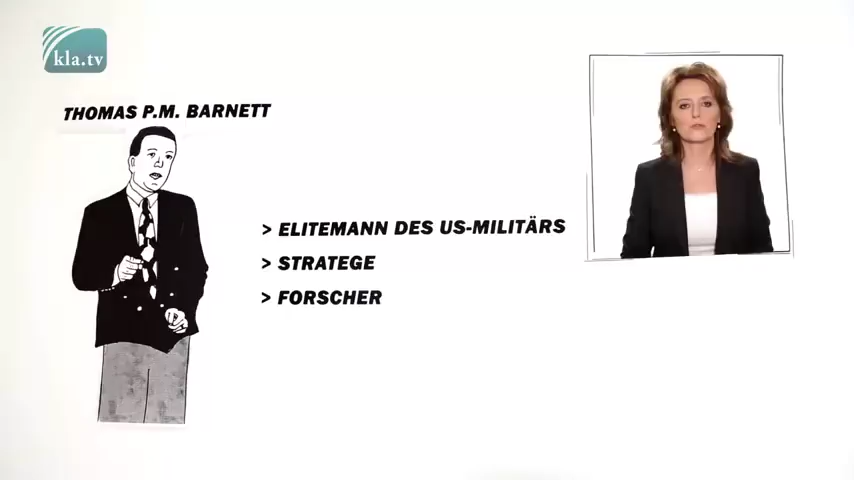 kla.tv
THOMAS P.M. BARNETT
> ELITEMANN DES US-MILITÄRS
> STRATEGE
> FORSCHER